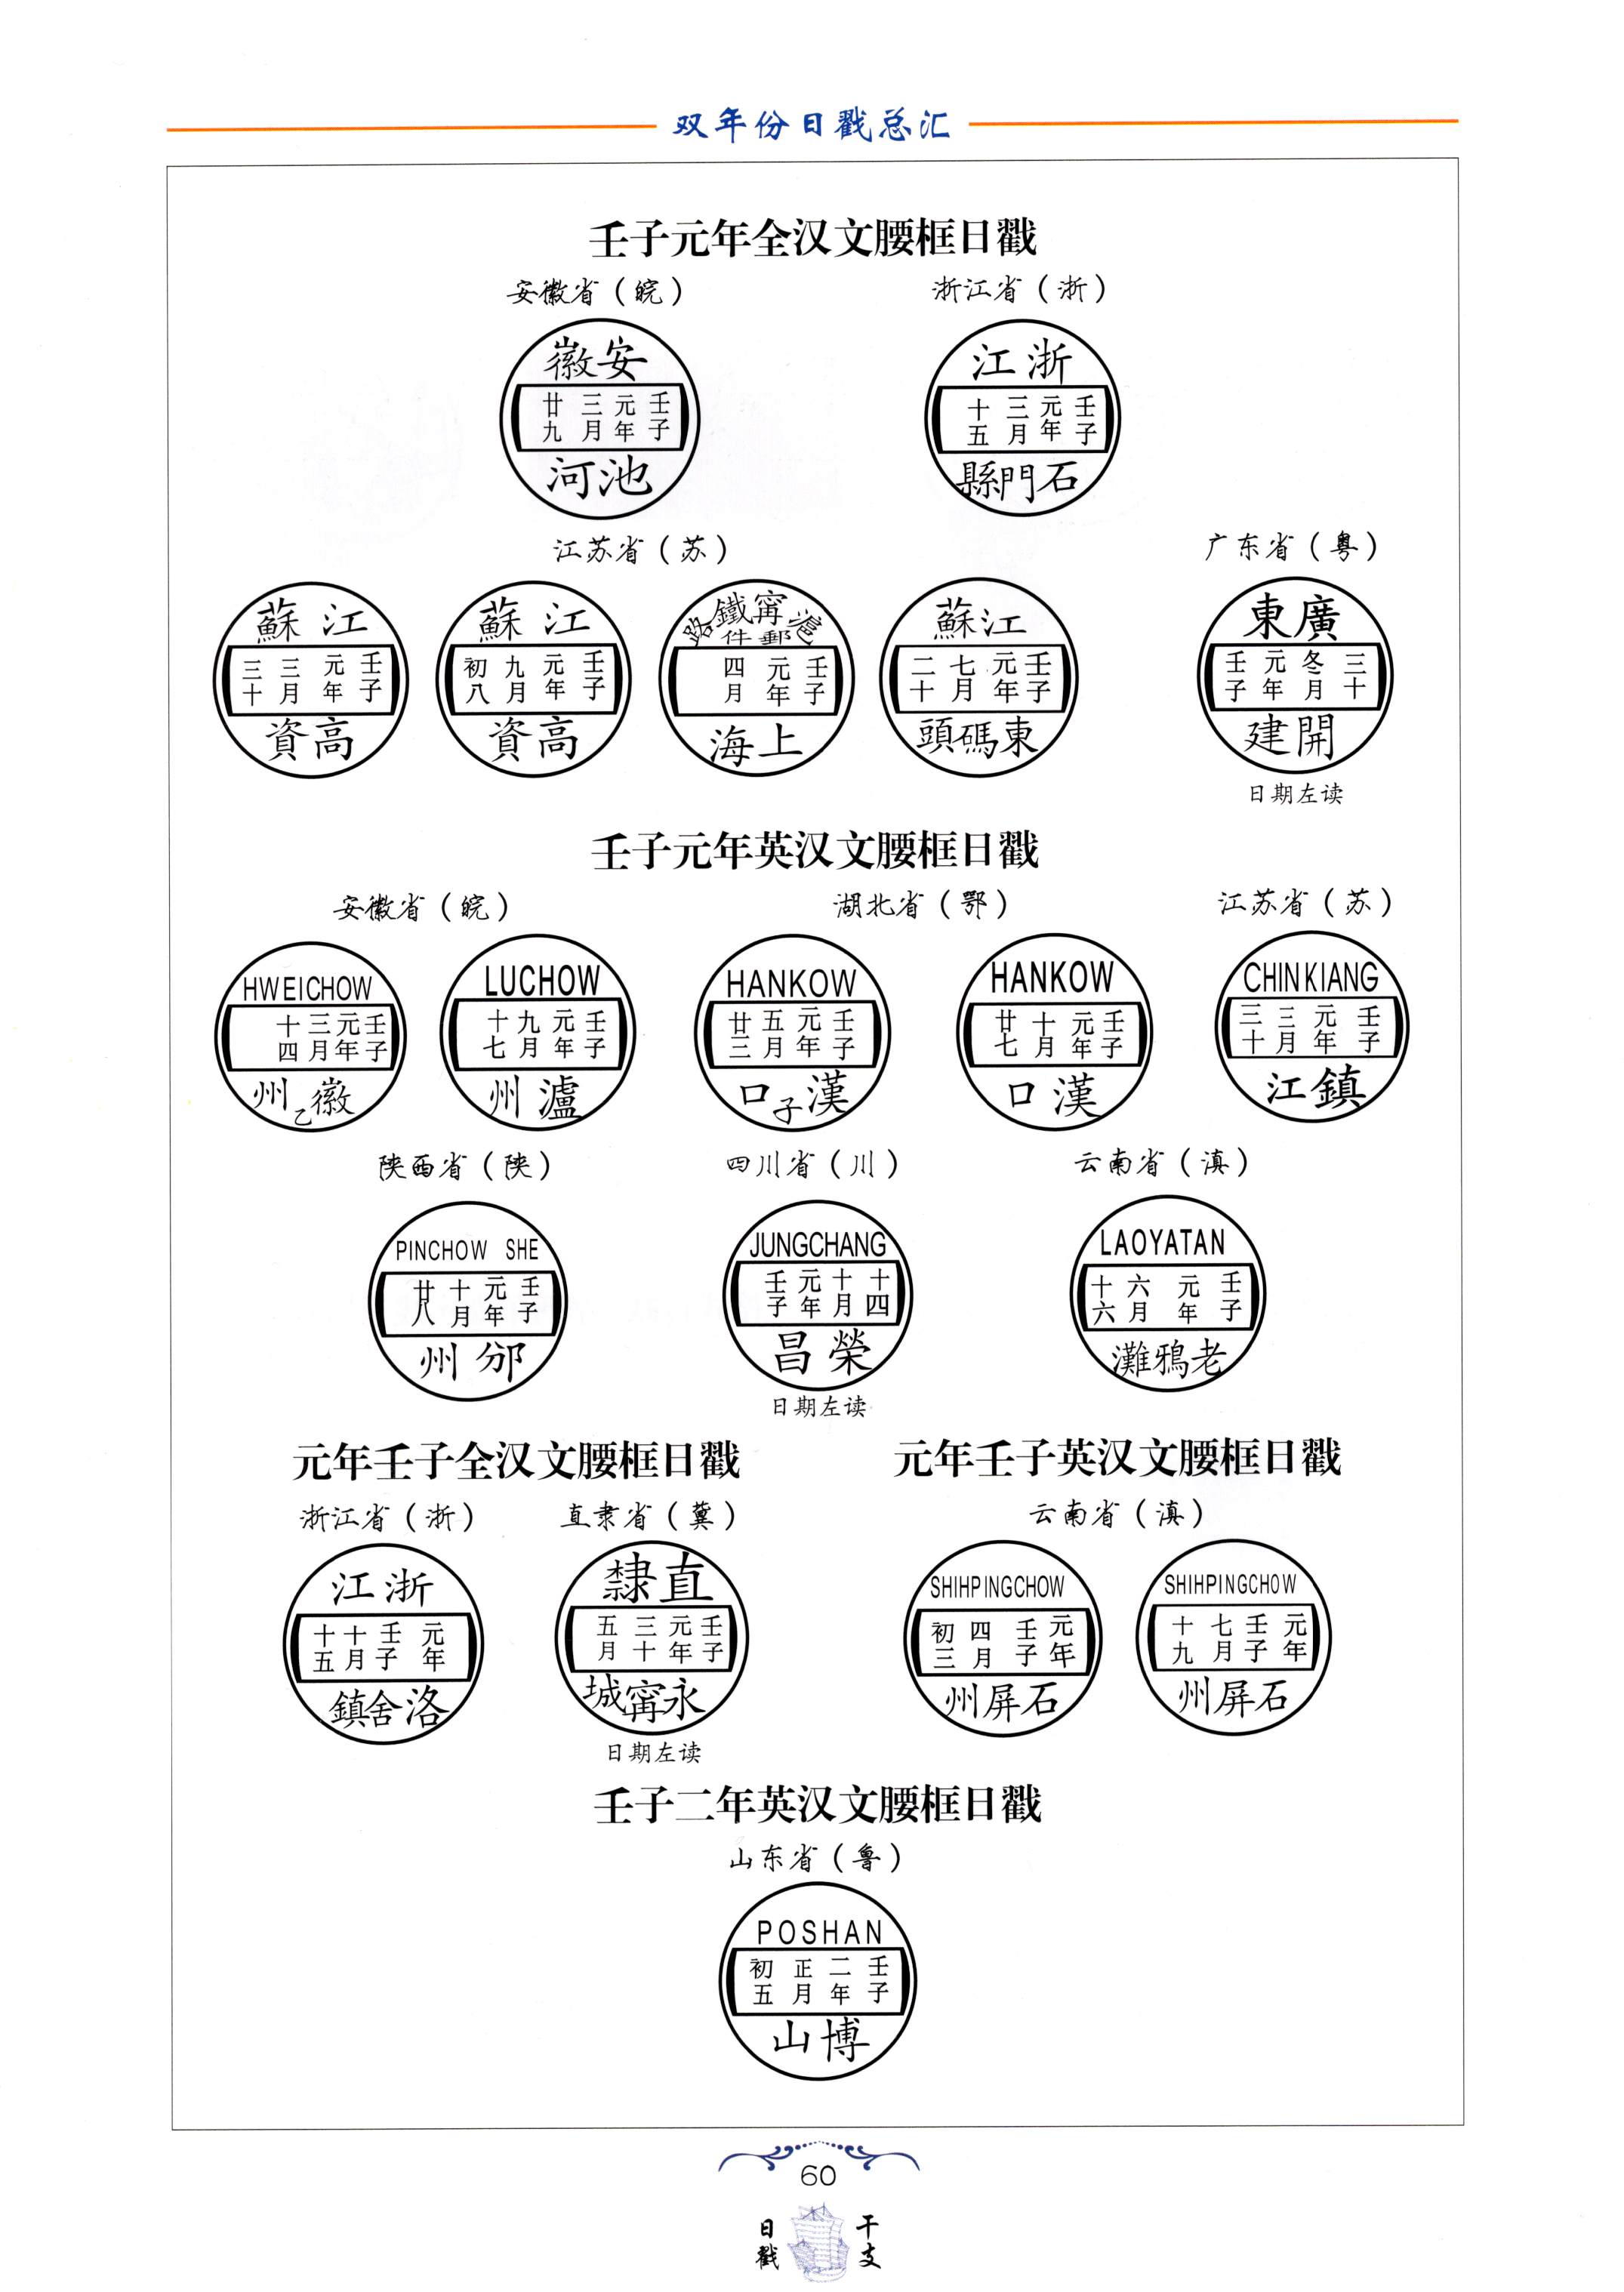 双年份日戳总汇
壬子元年全汉文腰框日戳
安徽省（皖）
徽安
廿三元壬
九月年子
河池
浙江省（浙）
江浙
十三元壬
五月年子
縣門石
江苏省（苏）
蘇江
三三元壬
十月年子
資高
蘇江
初九元壬
八月年子
資高
路鐵甯滬
件郵
四元壬
月年子
海上
蘇江
二七元壬
十月年子
頭碼東
广东省（粤）
東廣
壬元冬三
子年月十
建開
日期左读
壬子元年英汉文腰框日戳
安徽省（皖）
HWEICHOW
十三元壬
四月年子
州乙徽
LUCHOW
十九元壬
七月年子
州瀘
湖北省（鄂）
HANKOW
廿五元壬
三月年子
口子漢
HANKOW
廿十元壬
七月年子
口漢
江苏省（苏）
CHINKIANG
三三元壬
十月年子
江鎮
陕西省（陕）
PINCHOW SHE
廿十元壬
八月年子
州邠
四川省（川）
JUNGCHANG
壬元十十
子年月四
昌榮
日期左读
云南省（滇）
LAOYATAN
十六元壬
六月年子
灘鴉老
元年壬子全汉文腰框日戳
浙江省（浙）
江浙
十十壬元
五月子年
鎮舍洛
直隶省（冀）
隸直
五三元壬
月十年子
城甯永
日期左读
元年壬子英汉文腰框日戳
云南省（滇）
SHIHPINGCHOW
初四壬元
三月子年
州屏石
SHIHPINGCHOW
十七壬元
九月子年
州屏石
壬子二年英汉文腰框日戳
山东省（鲁）
POSHAN
初正二壬
五月年子
山博
60
日戳
干支